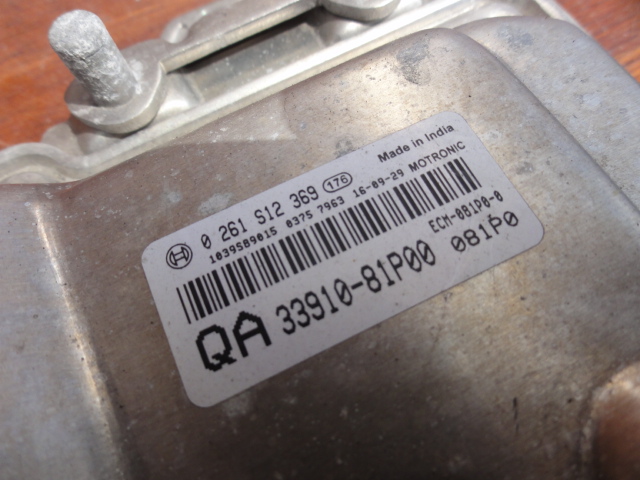 Made in India
0 261 S12 369 176
1039S89015 0375 7963 16-09-29 MOTRONIC
ECM-081P0-0
QA 33910-81P00 081P0